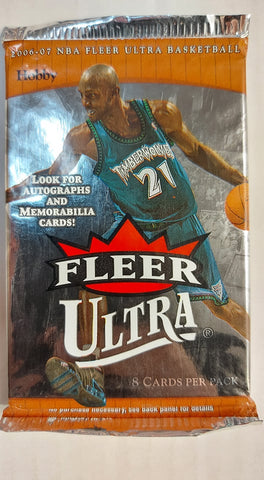 2006-07 NBA FLEER ULTRA BASKETBALL
Hobby
TIMBERWOLVES
21
LOOK FOR
AUTOGRAPHS
AND
MEMORABILIA
CARDS!
FLEER
ULTRA®
8 CARDS PER PACK
No purchase necessary; see back panel for details